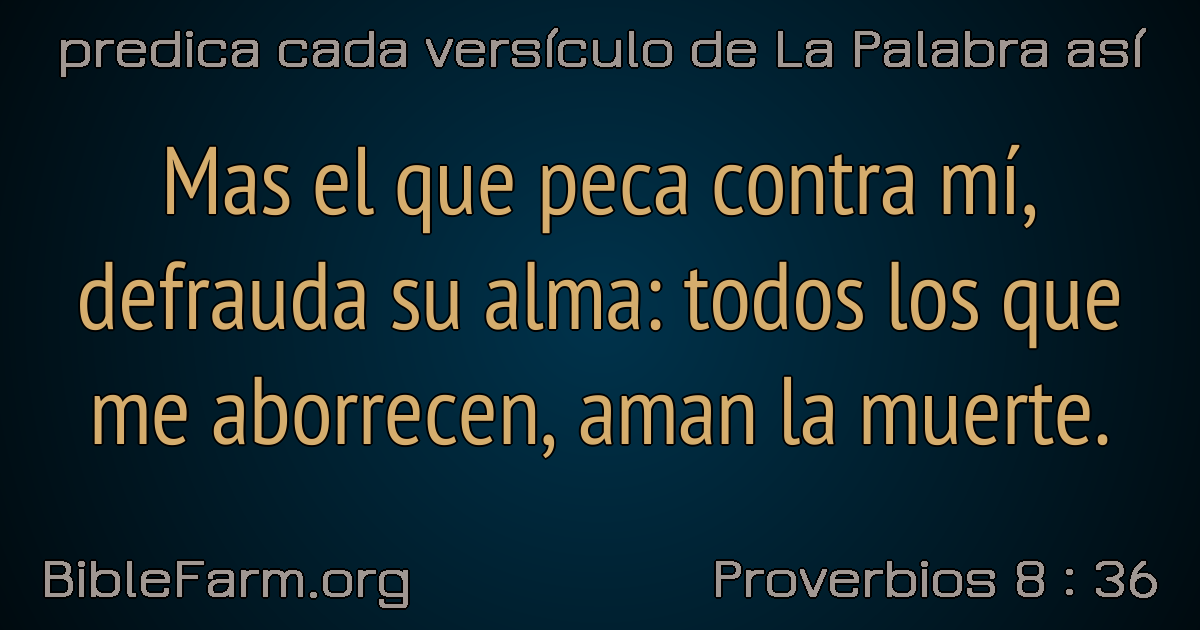 predica cada versículo de La Palabra así
Mas el que peca contra mí,
defrauda su alma: todos los que
me aborrecen, aman la muerte.
BibleFarm.org
Proverbios 8 : 36